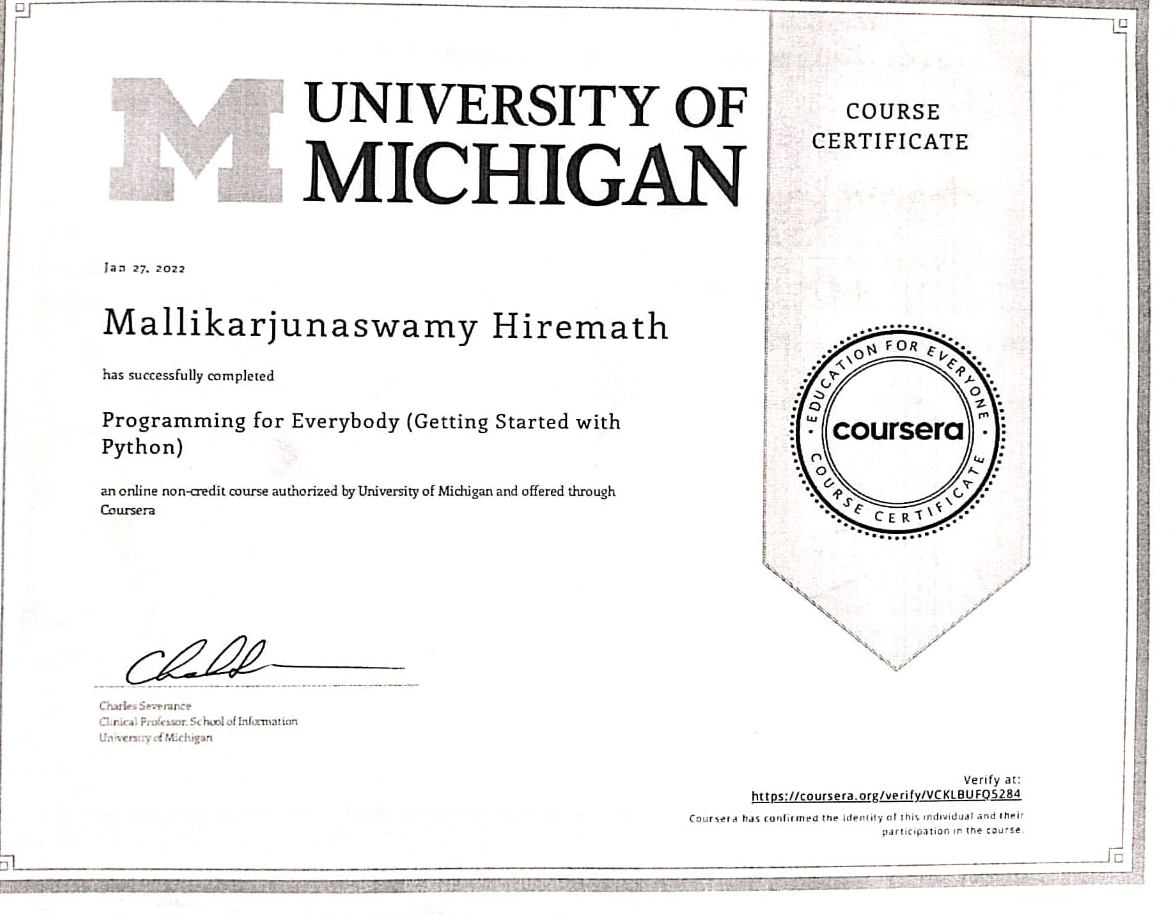 UNIVERSITY OF
MICHIGAN
COURSE
CERTIFICATE
Jan 27, 2022
Mallikarjunaswamy Hiremath
has successfully completed
Programming for Everybody (Getting Started with
Python)
an online non-credit course authorized by University of Michigan and offered through
Coursera
EDUCATION FOR EVERYONE
coursera
COURSE CERTIFICATE
Charles Severance
Clinical Professor, School of Information
University of Michigan
Verify at:
https://coursera.org/verify/VCKLBUFQ5284
Coursera has confirmed the identity of this individual and their
participation in the course.